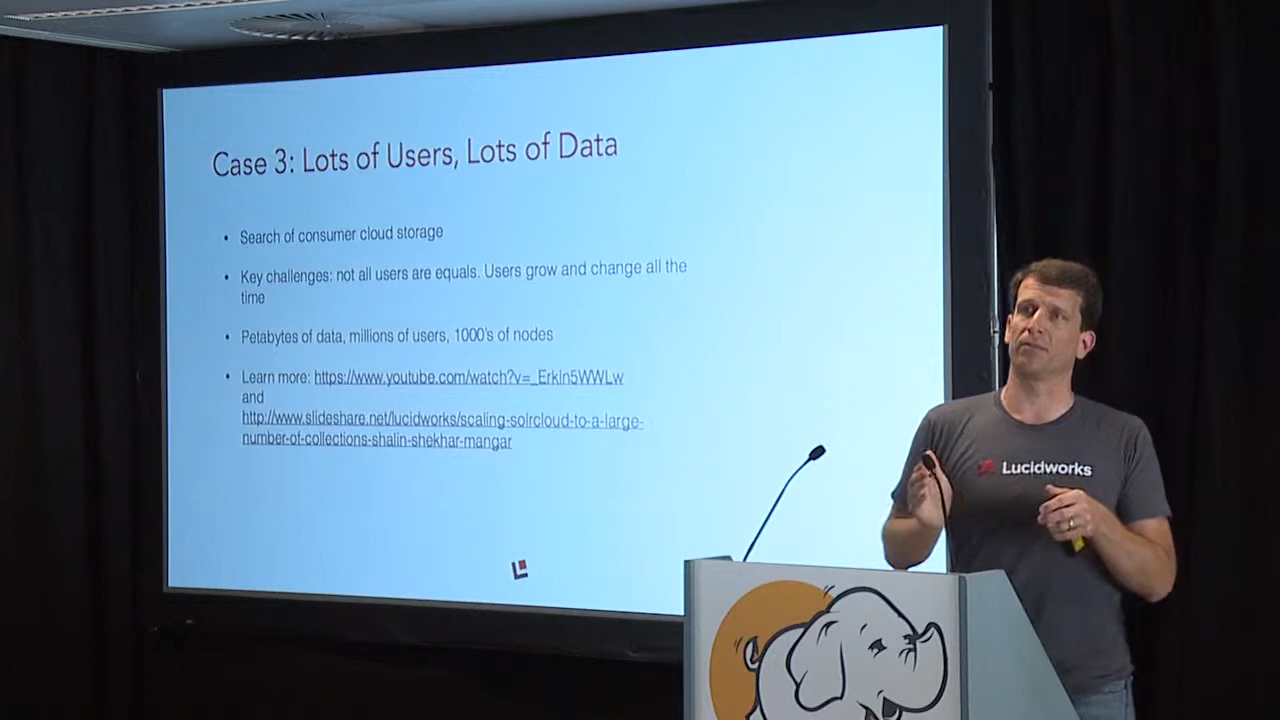 Case 3: Lots of Users, Lots of Data
• Search of consumer cloud storage
• Key challenges: not all users are equals. Users grow and change all the
time
• Petabytes of data, millions of users, 1000's of nodes
• Learn more: https://www.youtube.com/watch?v=_Erkln5WWLw
and
http://www.slideshare.net/lucidworks/scaling-solrcloud-to-a-large-
number-of-collections-shalin-shekhar-mangar
Lucidworks